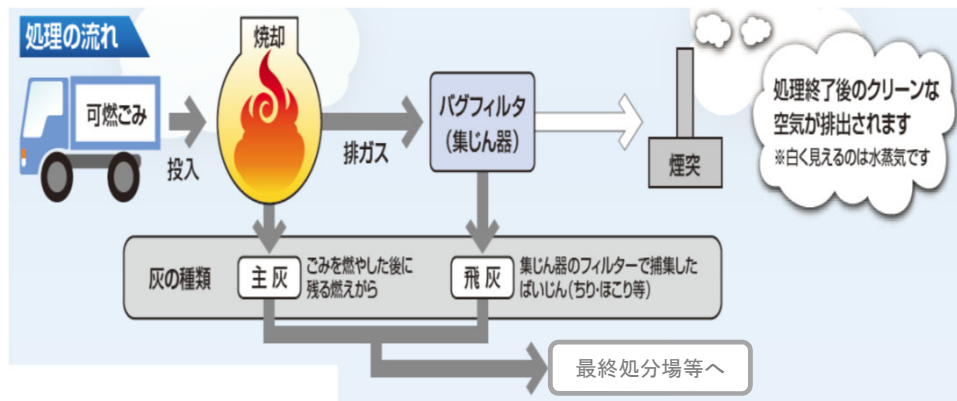 処理の流れ
焼却
可燃ごみ
投入
排ガス
バグフィルタ
(集じん器)
煙突
処理終了後のクリーンな
空気が排出されます
※白く見えるのは水蒸気です
灰の種類
主灰
ごみを燃やした後に
残る燃えがら
飛灰
集じん器のフィルターで捕集した
ばいじん(ちり・ほこり等)
最終処分場等へ